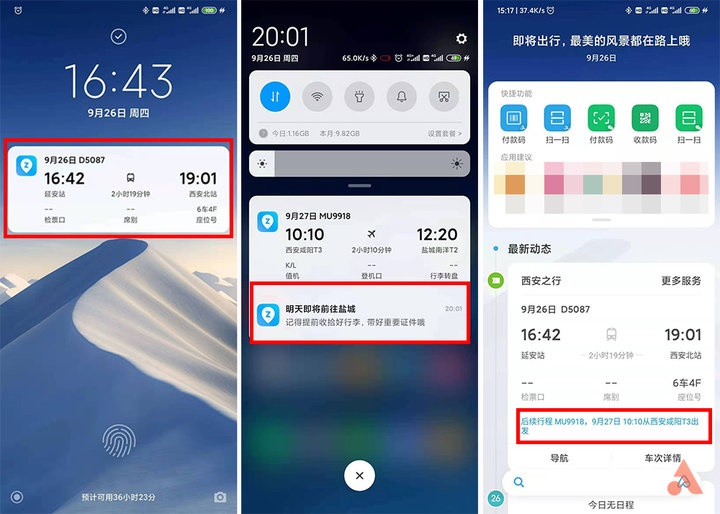 16:43
9月26日 周四
9月26日 D5087
16:42
19:01
延安站
2小时19分钟
西安北站
--
--
6车4F
检票口
席别
座位号
预计可用36小时23分
20:01
9月26日 周四
65.0K/s
今日:1.16GB
本月:9.82GB
设置套餐 >
9月27日 MU9918
10:10
12:20
西安咸阳T3
2小时10分钟
盐城南洋T2
K/L
--
--
值机
登机口
行李转盘
明天即将前往盐城
20:01
记得提前收拾好行李，带好重要证件哦
15:17 | 37.4K/s
即将出行，最美的风景都在路上哦
9月26日
快捷功能
付款码
扫一扫
付款码
收款码
扫一扫
应用建议
最新动态
西安之行
更多服务
9月26日 D5087
16:42
19:01
延安站
2小时19分钟
西安北站
--
--
6车4F
检票口
席别
座位号
后续行程 MU9918，9月27日 10:10从西安咸阳T3出
发
导航
车次详情
26
今日无日程